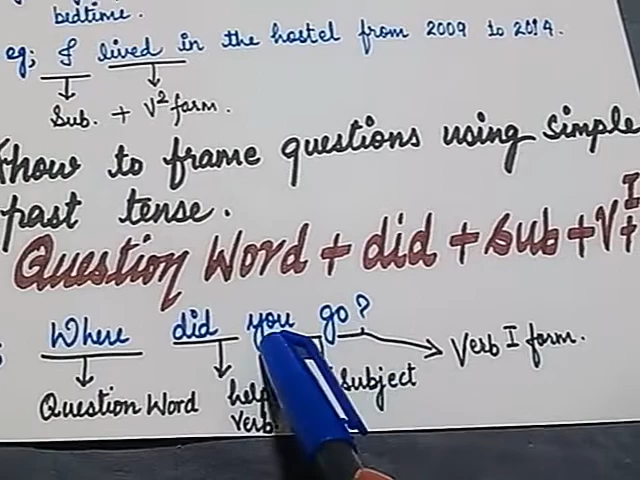 bedtime.
eg; I lived in the hostel from 2009 to 2014.
Sub. + V² form.
how to frame questions using simple
past tense.
Question Word + did + sub + V I +
Where did you go?
Question Word
Verb
subject
Verb I form.